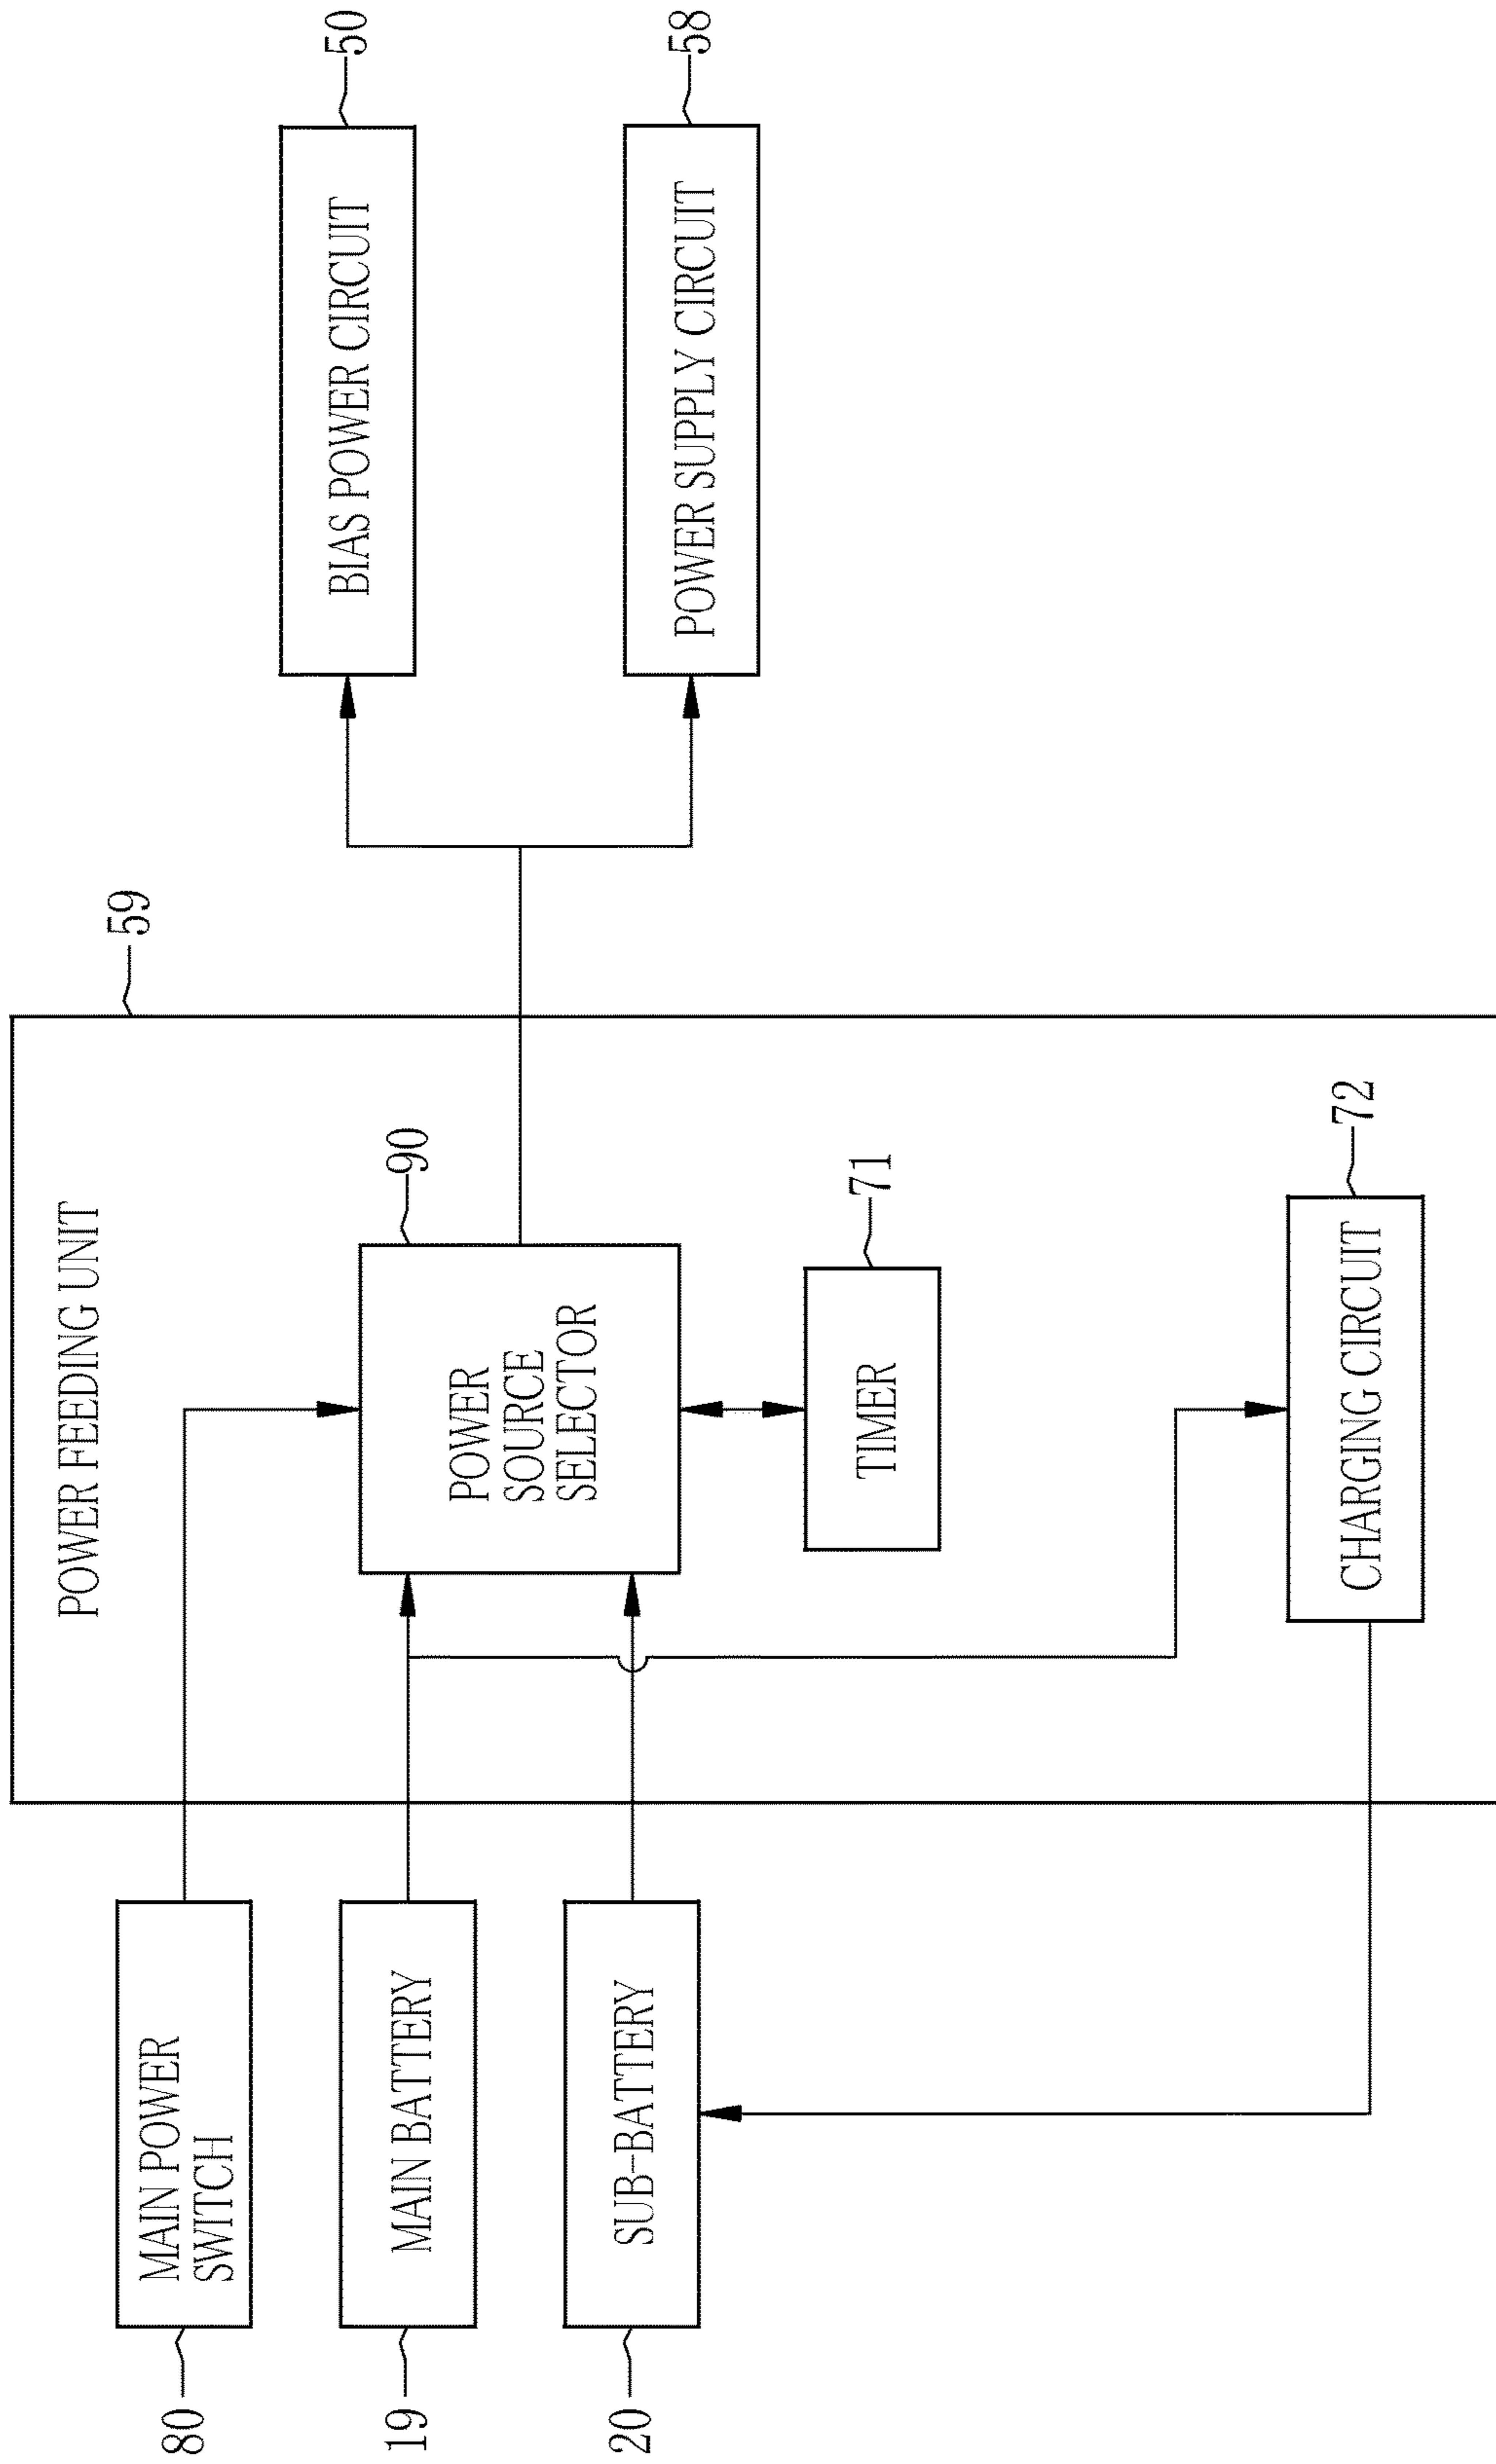 POWER FEEDING UNIT
59
80
MAIN POWER
SWITCH
19
MAIN BATTERY
20
SUB-BATTERY
POWER
SOURCE
SELECTOR
90
TIMER
71
CHARGING CIRCUIT
72
BIAS POWER CIRCUIT
50
POWER SUPPLY CIRCUIT
58